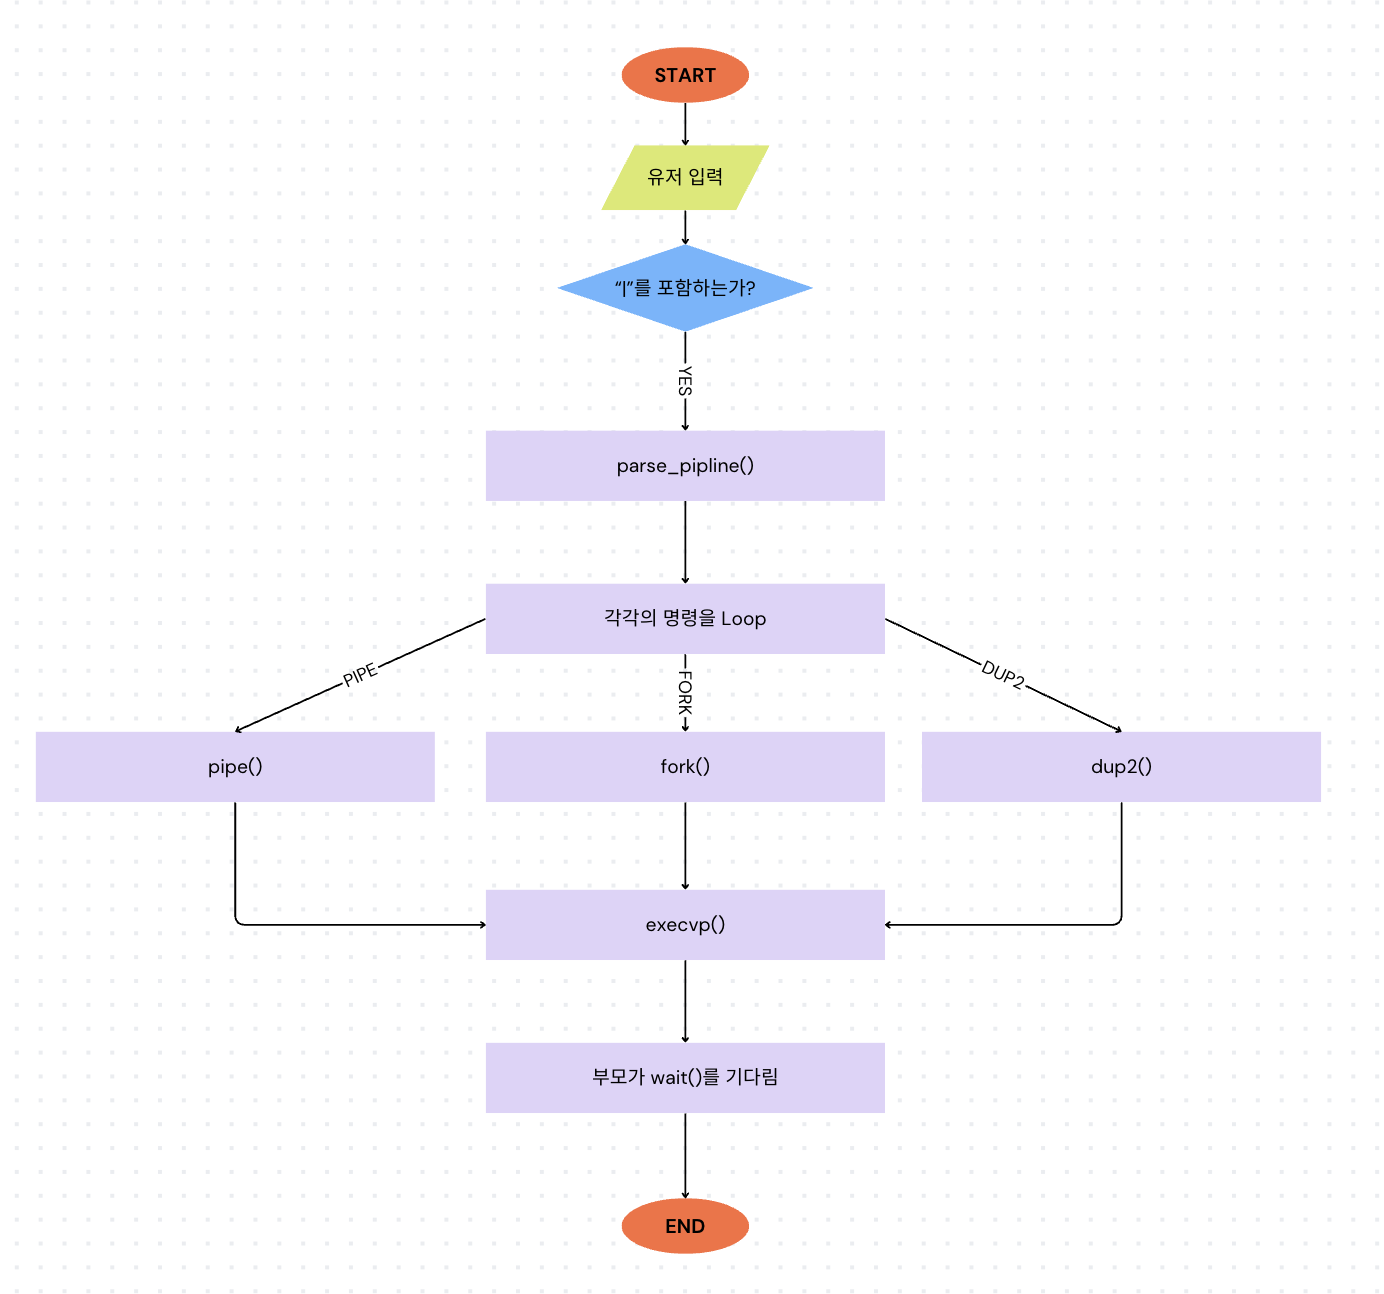 START
유저 입력
“|”를 포함하는가?
YES
parse_pipline()
각각의 명령을 Loop
PIPE
FORK
DUP2
pipe()
fork()
dup2()
execvp()
부모가 wait()를 기다림
END